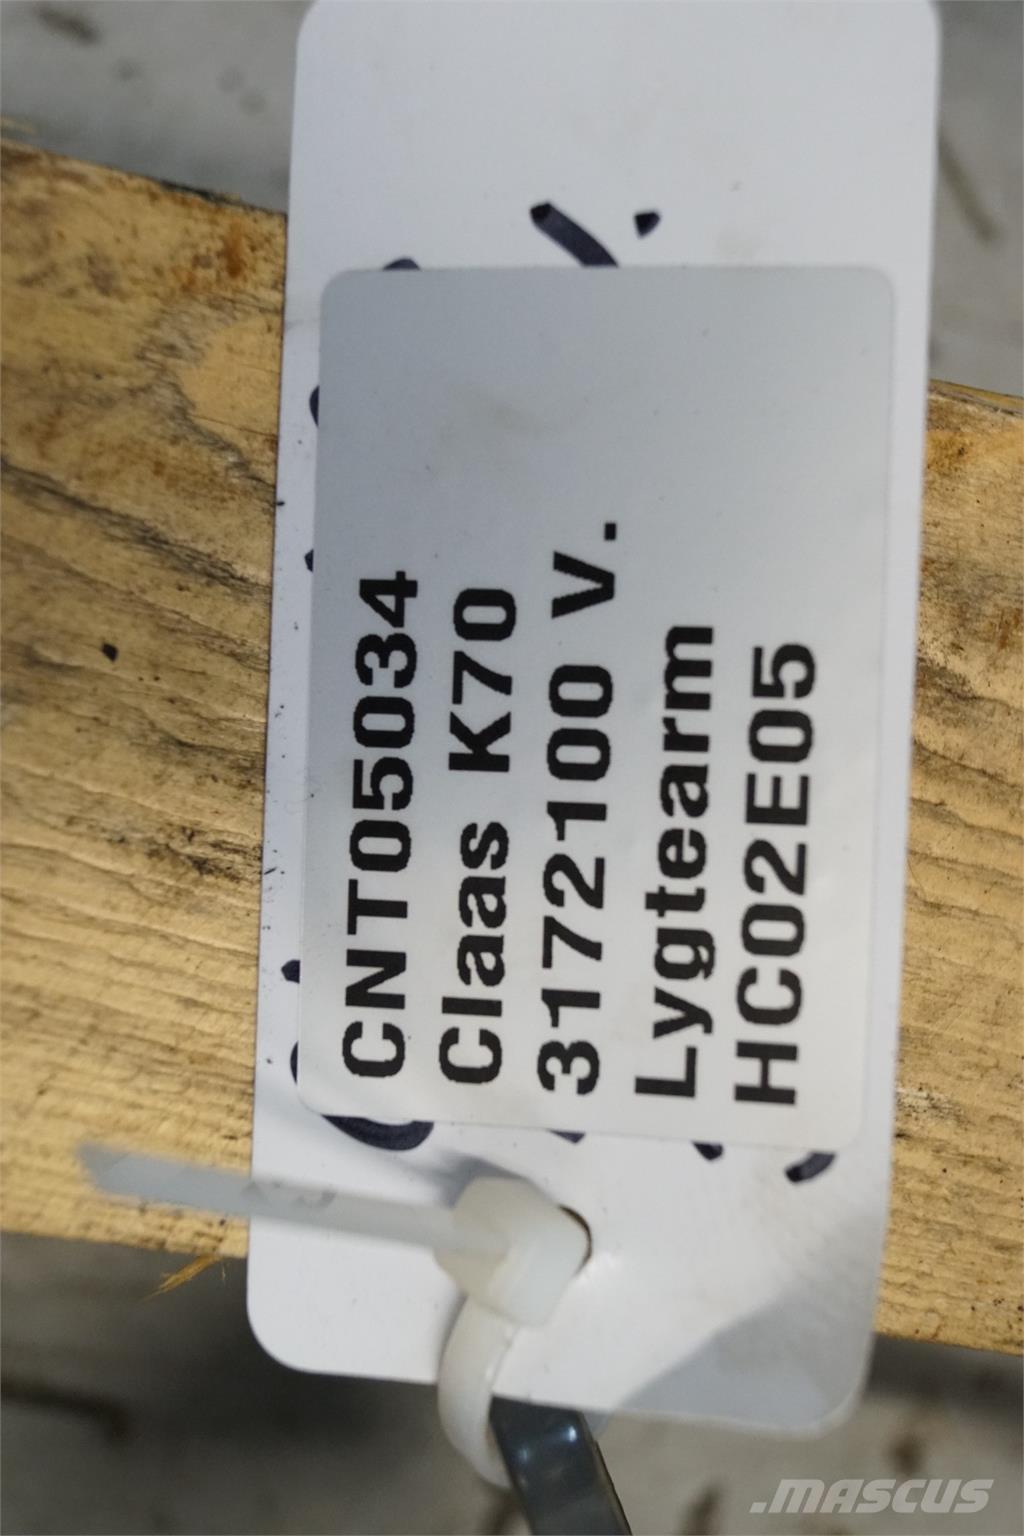 CNT05034
Claas K70
3172100 V.
Lygtearm
HC02E05
.MASCUS